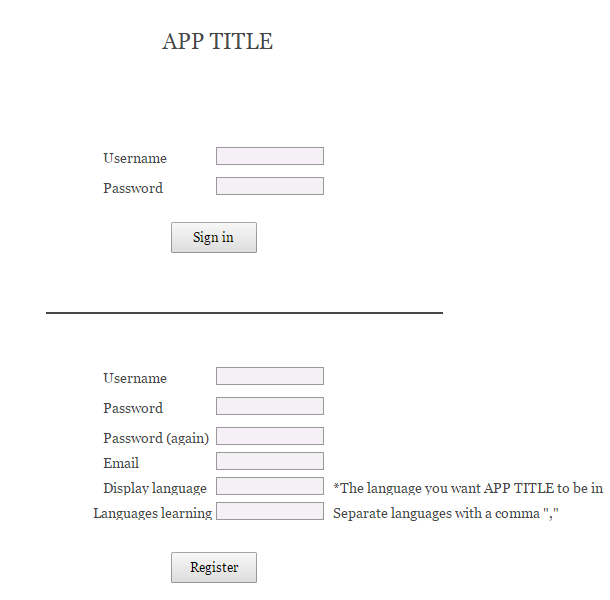 APP TITLE
Username
Password
Sign in
Username
Password
Password (again)
Email
Display language *The language you want APP TITLE to be in
Languages learning Separate languages with a comma ","
Register